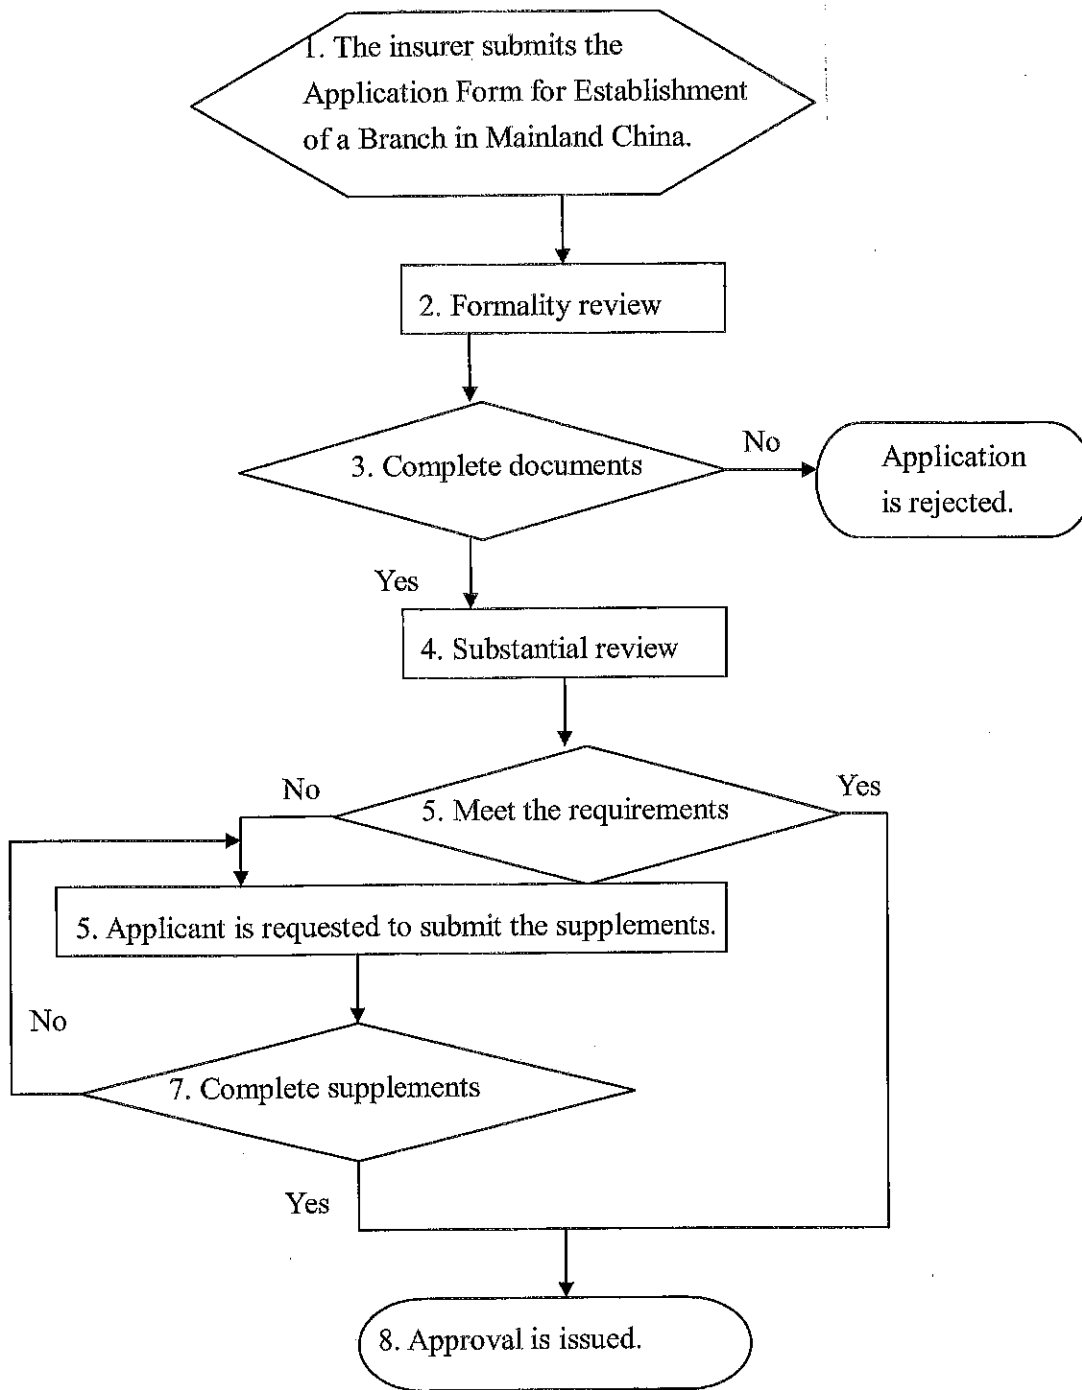 1. The insurer submits the
Application Form for Establishment
of a Branch in Mainland China.
2. Formality review
3. Complete documents
No
Application
is rejected.
Yes
4. Substantial review
No
5. Meet the requirements
Yes
5. Applicant is requested to submit the supplements.
No
7. Complete supplements
Yes
8. Approval is issued.